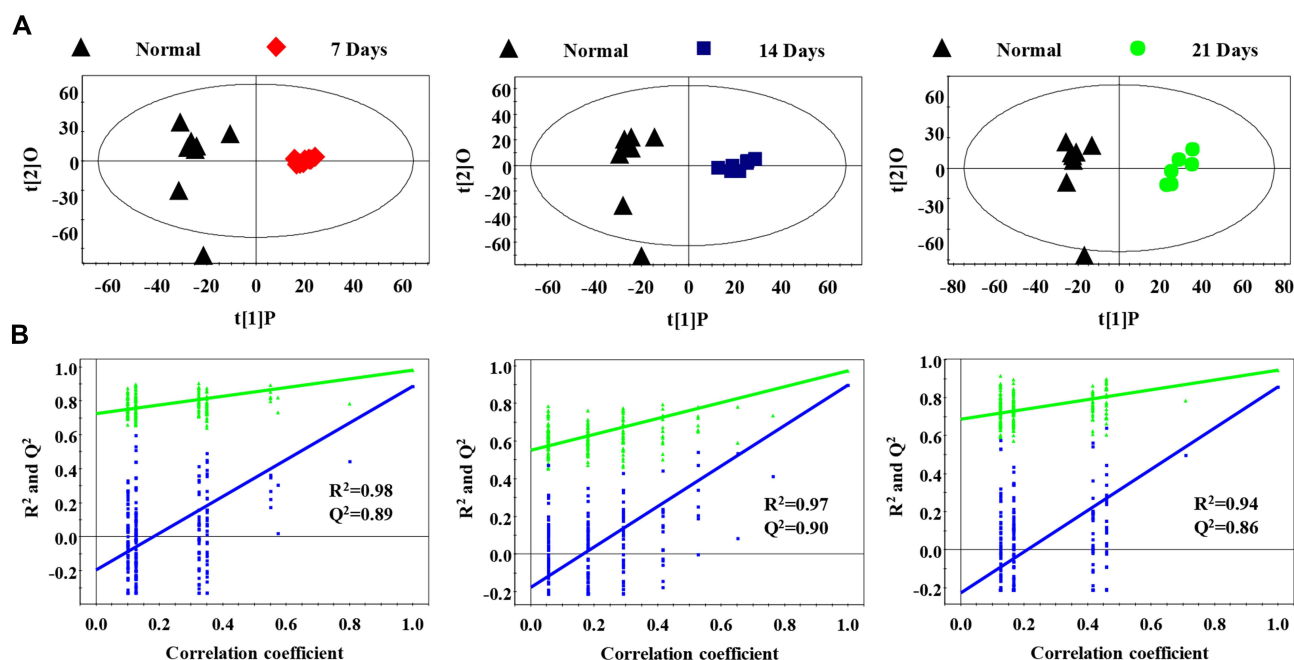 A
Normal 7 Days
Normal 14 Days
Normal 21 Days
t[2]O
60
30
0
-30
-60
-60 -40 -20 0 20 40 60
t[1]P
t[2]O
60
40
20
0
-20
-40
-60
-60 -40 -20 0 20 40 60
t[1]P
t[2]O
60
30
0
-30
-60
-80 -60 -40 -20 0 20 40 60 80
t[1]P
B
R² and Q²
1.0
0.8
0.6
0.4
0.2
0.0
-0.2
R²=0.98
Q²=0.89
0.0 0.2 0.4 0.6 0.8 1.0
Correlation coefficient
R² and Q²
1.0
0.8
0.6
0.4
0.2
0.0
-0.2
R²=0.97
Q²=0.90
0.0 0.2 0.4 0.6 0.8 1.0
Correlation coefficient
R² and Q²
1.0
0.8
0.6
0.4
0.2
0.0
-0.2
R²=0.94
Q²=0.86
0.0 0.2 0.4 0.6 0.8 1.0
Correlation coefficient